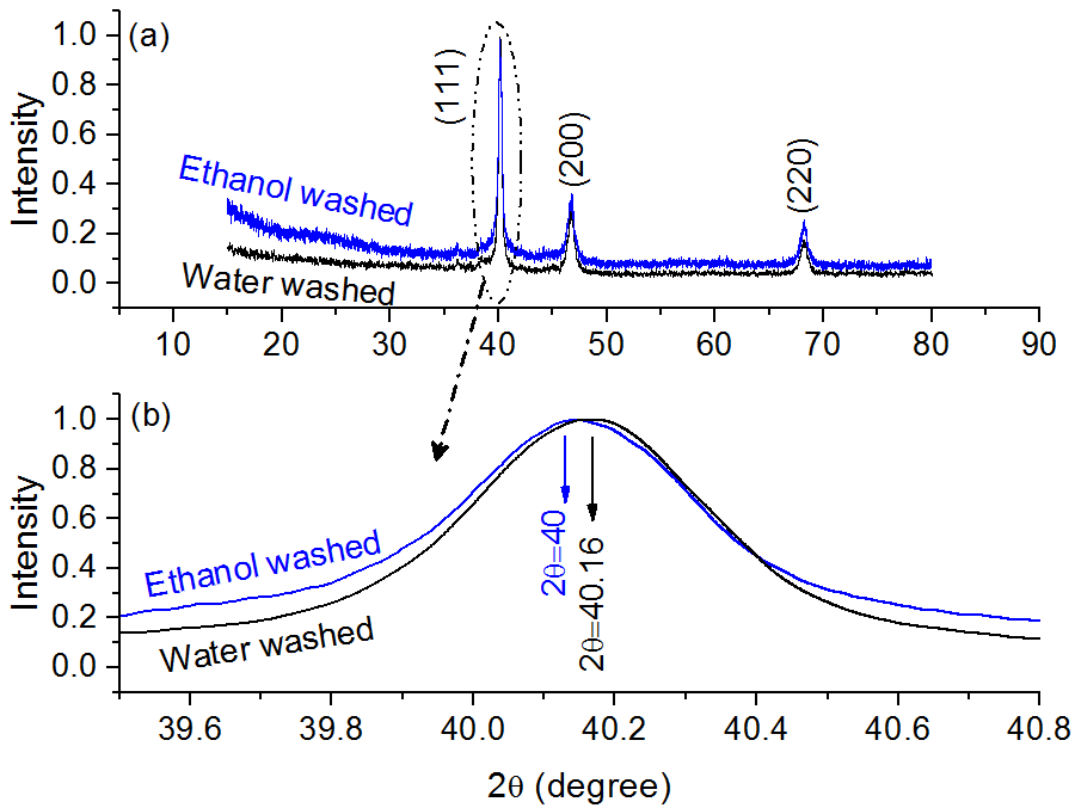 (a)
Intensity
1.0
0.8
0.6
0.4
0.2
0.0
(111)
(200)
(220)
Ethanol washed
Water washed
10 20 30 40 50 60 70 80 90
(b)
Intensity
1.0
0.8
0.6
0.4
0.2
0.0
Ethanol washed
Water washed
2θ=40
2θ=40.16
39.6 39.8 40.0 40.2 40.4 40.6 40.8
2θ (degree)